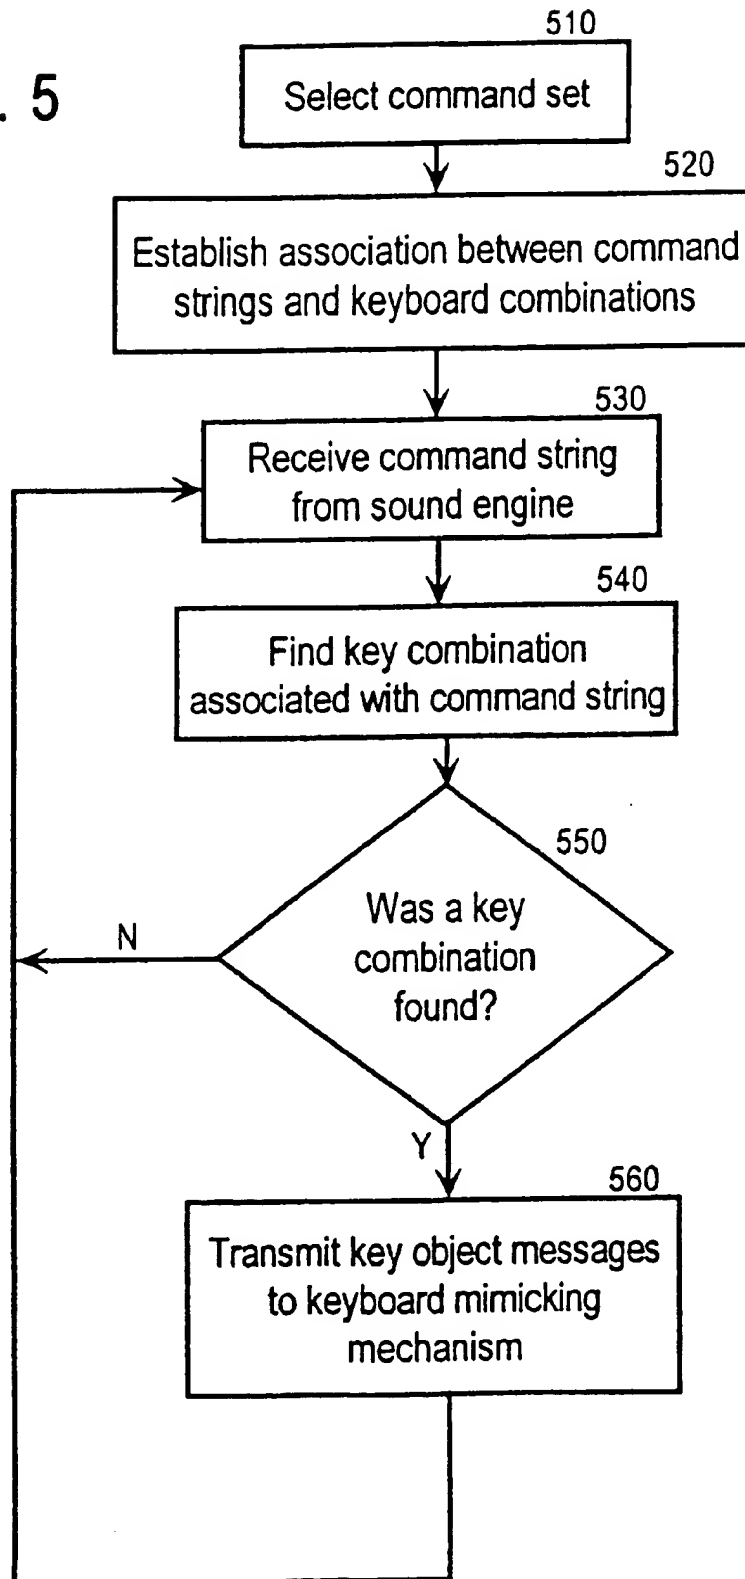 . 5
510
Select command set
520
Establish association between command
strings and keyboard combinations
530
Receive command string
from sound engine
540
Find key combination
associated with command string
550
Was a key
combination
found?
N
Y
560
Transmit key object messages
to keyboard mimicking
mechanism